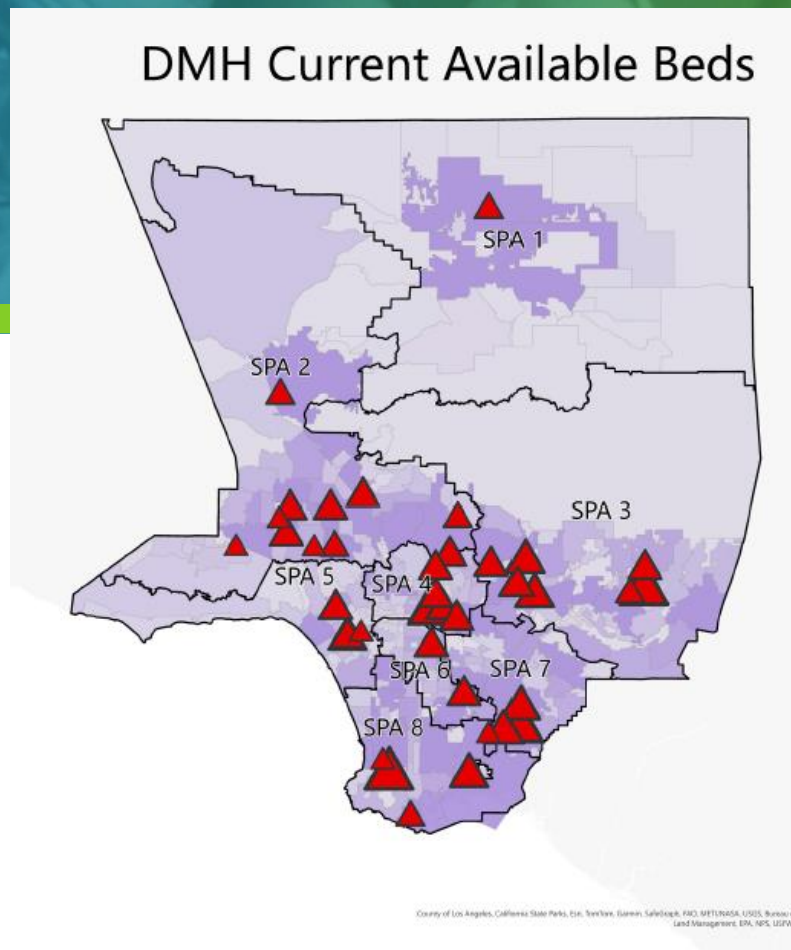 DMH Current Available Beds
SPA 1
SPA 2
SPA 3
SPA 5
SPA 4
SPA 6
SPA 7
SPA 8
County of Los Angeles, California State Parks, Esri, TomTom, Garmin, SafeGraph, FAO, METI/NASA, USGS, Bureau
Land Management, EPA, NPS,